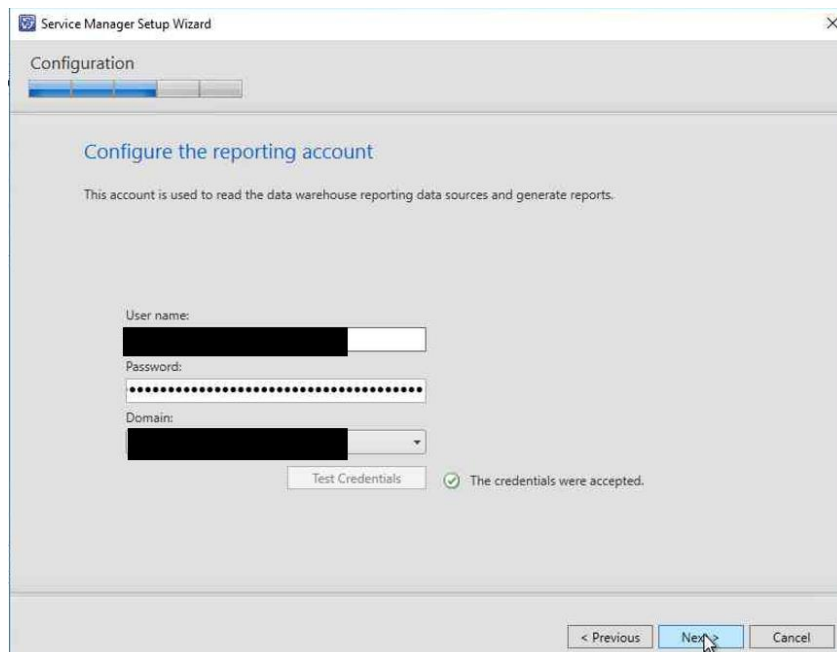 Service Manager Setup Wizard
Configuration
Configure the reporting account
This account is used to read the data warehouse reporting data sources and generate reports.
User name:
Password:
Domain:
Test Credentials
The credentials were accepted.
< Previous
Next >
Cancel